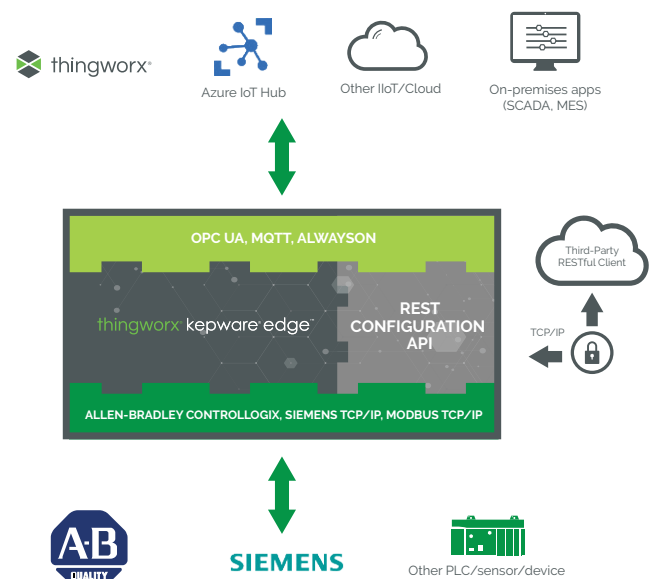 thingworx®
Azure IoT Hub
Other IIoT/Cloud
On-premises apps
(SCADA, MES)
OPC UA, MQTT, ALWAYSON
Third-Party
RESTful Client
thingworx® kepware® edge™
REST
CONFIGURATION
API
TCP/IP
ALLEN-BRADLEY CONTROLLOGIX, SIEMENS TCP/IP, MODBUS TCP/IP
A-B
QUALITY
SIEMENS
Other PLC/sensor/device